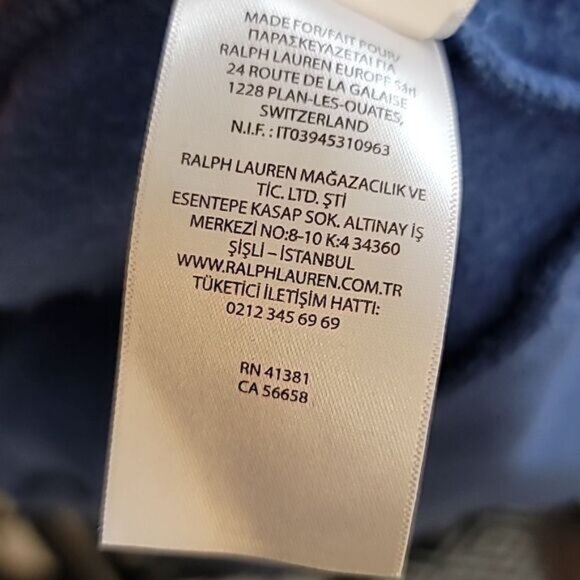 MADE FOR/FAIT POUR/
ΠΑΡΑΣΚΕΥΑΖΕΤΑΙ ΓΙΑ
RALPH LAUREN EUROPE Sàrl
24 ROUTE DE LA GALAISE
1228 PLAN-LES-OUATES,
SWITZERLAND
N.I.F. : IT03945310963
RALPH LAUREN MAĞAZACILIK VE
TİC. LTD. ŞTİ
ESENTEPE KASAP SOK. ALTINAY İŞ
MERKEZİ NO:8-10 K:4 34360
ŞİŞLİ – İSTANBUL
WWW.RALPHLAUREN.COM.TR
TÜKETİCİ İLETİŞİM HATTI:
0212 345 69 69
RN 41381
CA 56658